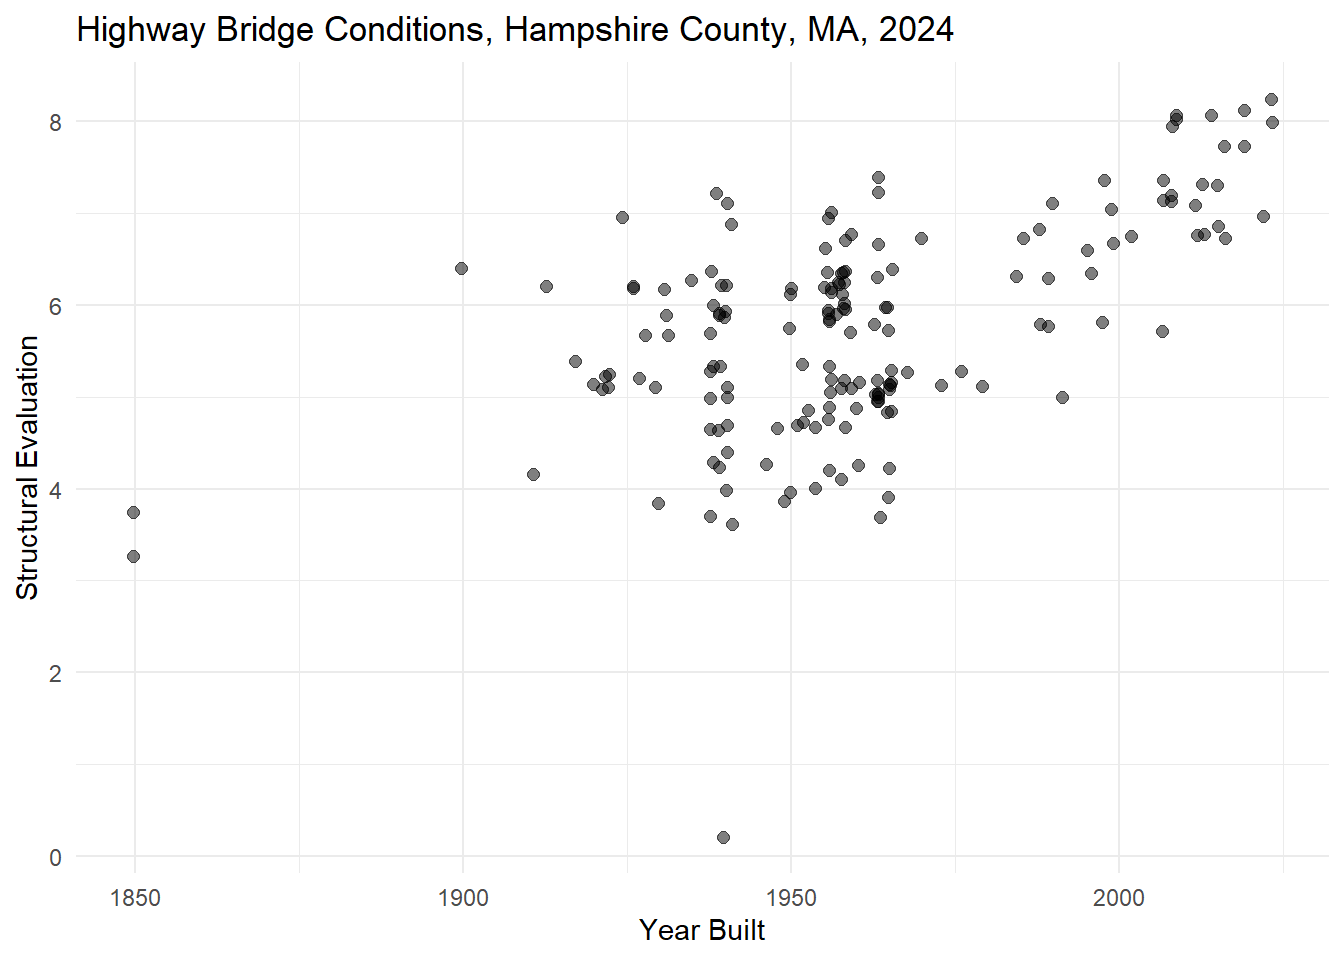 Highway Bridge Conditions, Hampshire County, MA, 2024
8
6
4
2
0
Structural Evaluation
1850 1900 1950 2000
Year Built